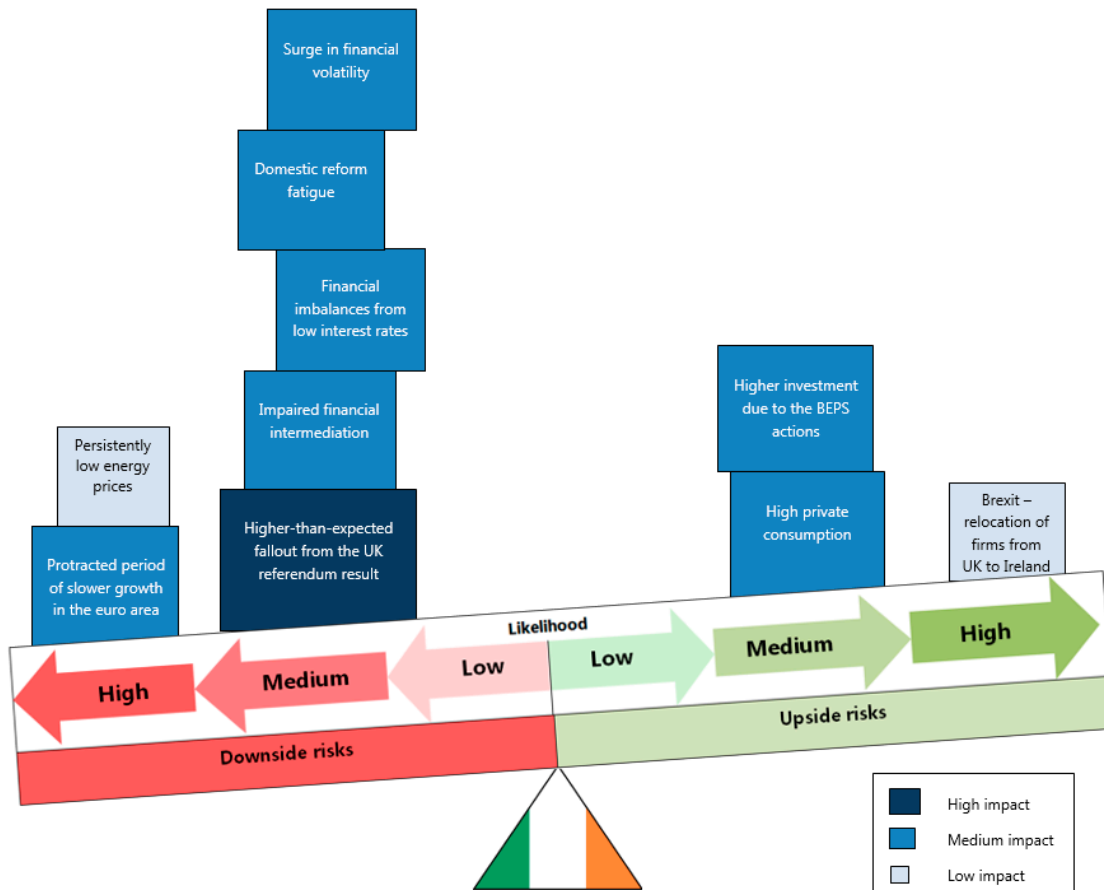 Surge in financial
volatility
Domestic reform
fatigue
Financial
imbalances from
low interest rates
Impaired financial
intermediation
Higher-than-expected
fallout from the UK
referendum result
Persistently
low energy
prices
Protracted period
of slower growth
in the euro area
Higher investment
due to the BEPS
actions
High private
consumption
Brexit –
relocation of
firms from
UK to Ireland
Likelihood
High
Medium
Low
Low
Medium
High
Downside risks
Upside risks
High impact
Medium impact
Low impact